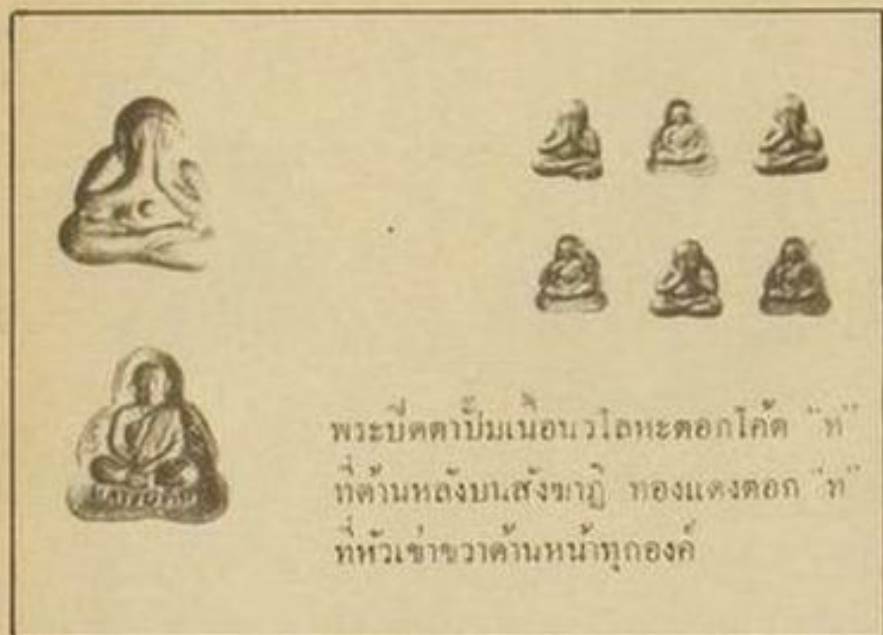 พระปิดตาปั๊มเนื้อนวโลหะตอกโค๊ด "ท"
ที่ด้านหลังบนสังฆาฏิ ทองแดงตอก "ท"
ที่หัวเข่าขวาด้านหน้าทุกองค์